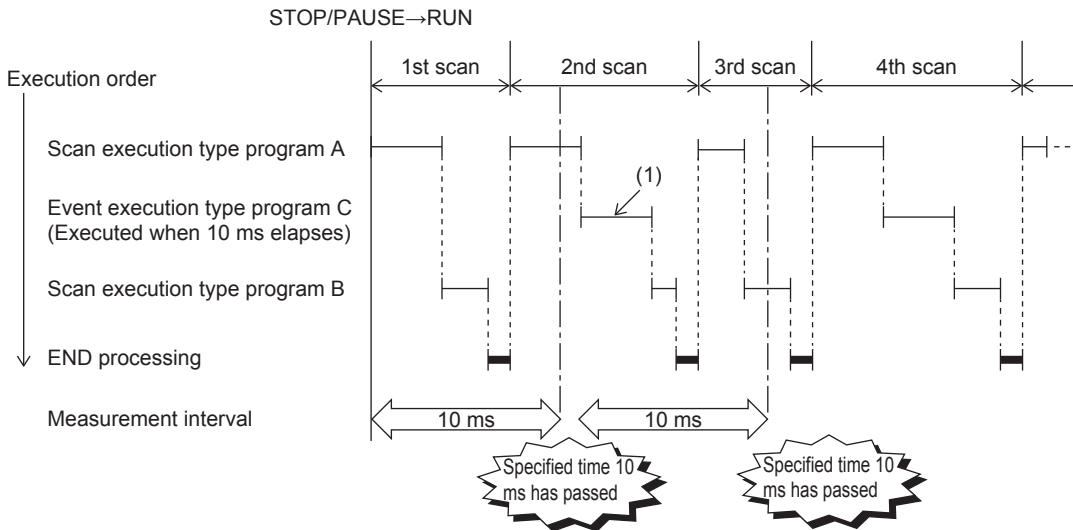 STOP/PAUSE→RUN
Execution order
1st scan
2nd scan
3rd scan
4th scan
Scan execution type program A
(1)
Event execution type program C
(Executed when 10 ms elapses)
Scan execution type program B
END processing
Measurement interval
10 ms
10 ms
Specified time 10
ms has passed
Specified time 10
ms has passed